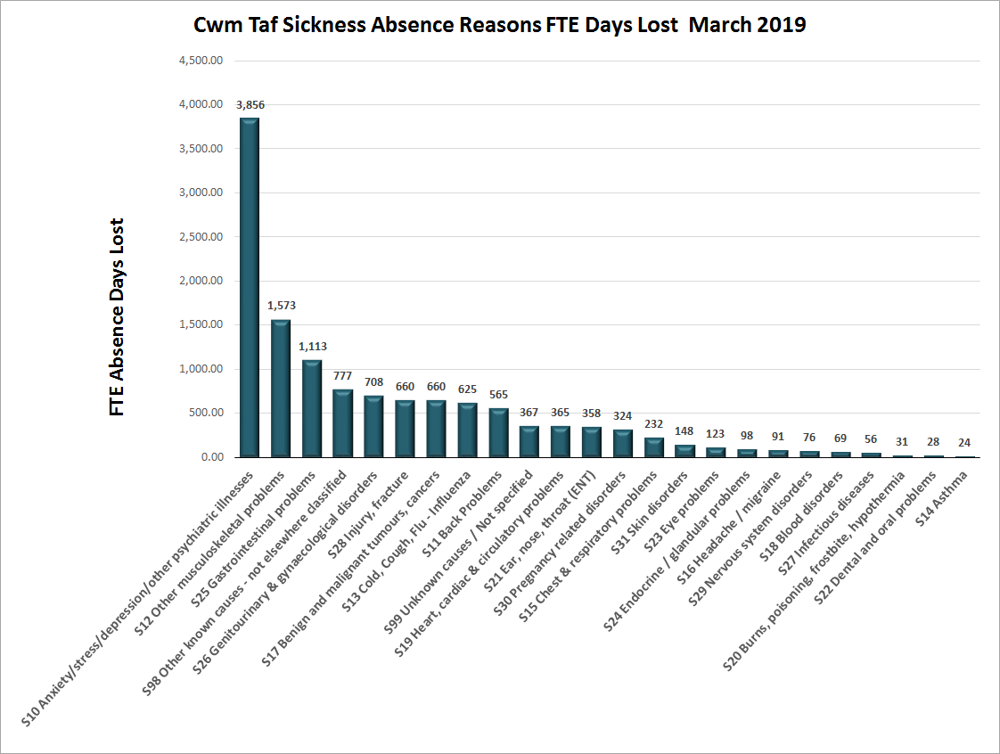 Cwm Taf Sickness Absence Reasons FTE Days Lost  March 2019
FTE Absence Days Lost
4,500.00
4,000.00
3,500.00
3,000.00
2,500.00
2,000.00
1,500.00
1,000.00
500.00
0.00
3,856
1,573
1,113
777
708
660
660
625
565
367
365
358
324
232
148
123
98
91
76
69
56
31
28
24
S10 Anxiety/stress/depression/other psychiatric illnesses
S12 Other musculoskeletal problems
S25 Gastrointestinal problems
S98 Other known causes - not elsewhere classified
S26 Genitourinary & gynaecological disorders
S28 Injury, fracture
S17 Benign and malignant tumours, cancers
S13 Cold, Cough, Flu - Influenza
S11 Back Problems
S99 Unknown causes / Not specified
S19 Heart, cardiac & circulatory problems
S21 Ear, nose, throat (ENT)
S30 Pregnancy related disorders
S15 Chest & respiratory problems
S31 Skin disorders
S23 Eye problems
S24 Endocrine / glandular problems
S16 Headache / migraine
S29 Nervous system disorders
S18 Blood disorders
S27 Infectious diseases
S20 Burns, poisoning, frostbite, hypothermia
S22 Dental and oral problems
S14 Asthma